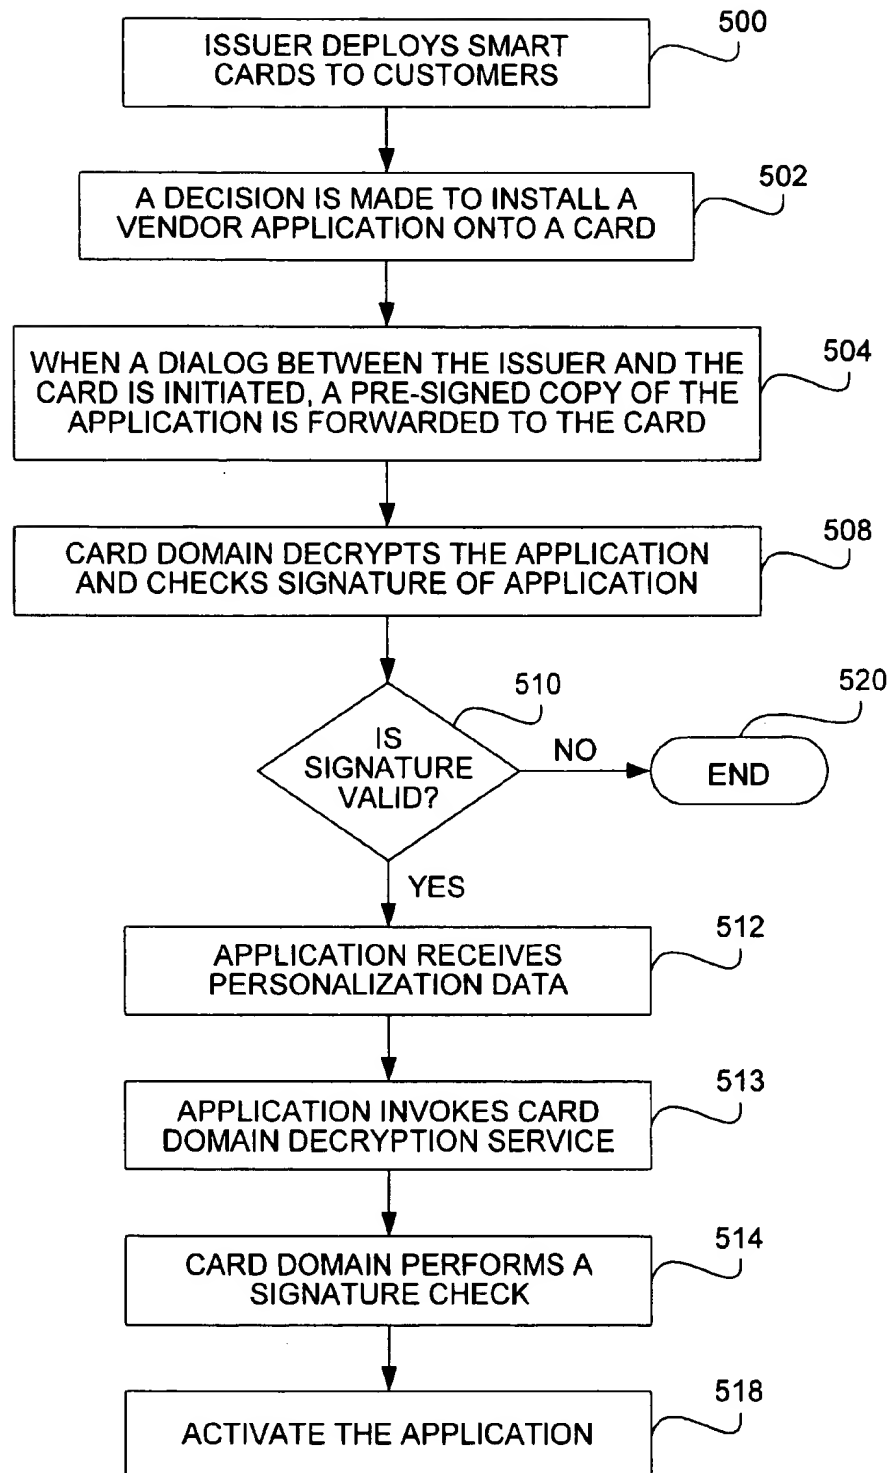 ISSUER DEPLOYS SMART
CARDS TO CUSTOMERS
500
A DECISION IS MADE TO INSTALL A
VENDOR APPLICATION ONTO A CARD
502
WHEN A DIALOG BETWEEN THE ISSUER AND THE
CARD IS INITIATED, A PRE-SIGNED COPY OF THE
APPLICATION IS FORWARDED TO THE CARD
504
CARD DOMAIN DECRYPTS THE APPLICATION
AND CHECKS SIGNATURE OF APPLICATION
508
IS
SIGNATURE
VALID?
510
NO
END
520
YES
APPLICATION RECEIVES
PERSONALIZATION DATA
512
APPLICATION INVOKES CARD
DOMAIN DECRYPTION SERVICE
513
CARD DOMAIN PERFORMS A
SIGNATURE CHECK
514
ACTIVATE THE APPLICATION
518